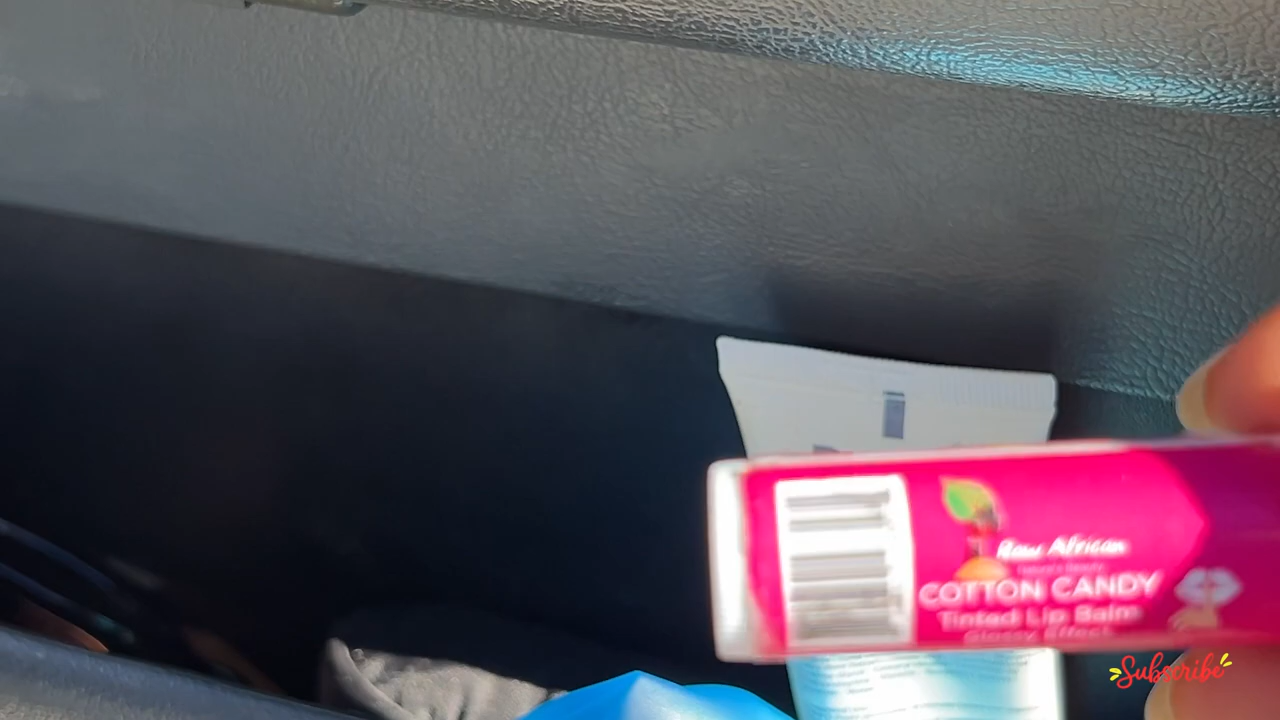 Raw African
COTTON CANDY
Tinted Lip Balm
Glossy Effect
Subscribe